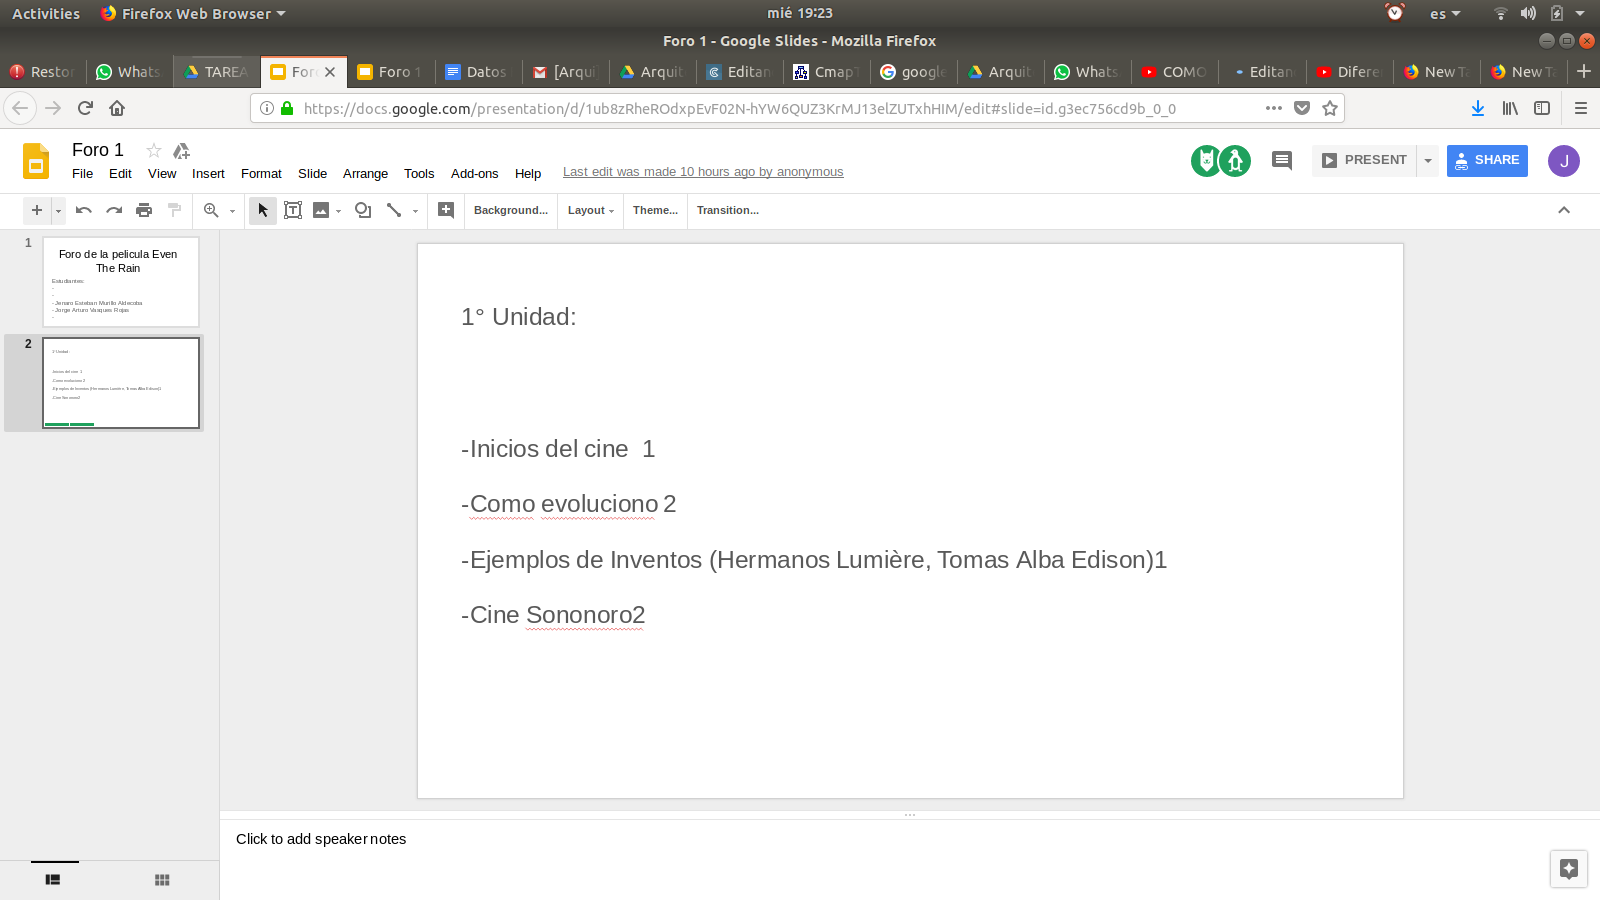 Activities Firefox Web Browser mié 19:23 es
Foro 1 - Google Slides - Mozilla Firefox
Restor Whats TAREA Foro Foro 1 Datos [Arqui Arquit Editan CmapT google Arquit Whats COMO Editan Difere New Ta New Ta
https://docs.google.com/presentation/d/1ub8zRheROdxpEvF02N-hYW6QUZ3KrMJ13elZUTxhHIM/edit#slide=id.g3ec756cd9b_0_0
Foro 1
File Edit View Insert Format Slide Arrange Tools Add-ons Help Last edit was made 10 hours ago by anonymous
PRESENT SHARE J
Background... Layout Theme... Transition...
1
Foro de la pelicula Even
The Rain
Estudiantes:
-
-
- Jenaro Esteban Murillo Aldecoba
- Jorge Arturo Vasques Rojas
-
2
1° Unidad:
-Inicios del cine  1
-Como evoluciono 2
-Ejemplos de Inventos (Hermanos Lumière, Tomas Alba Edison)1
-Cine Sononoro2
1° Unidad:
-Inicios del cine  1
-Como evoluciono 2
-Ejemplos de Inventos (Hermanos Lumière, Tomas Alba Edison)1
-Cine Sononoro2
Click to add speaker notes